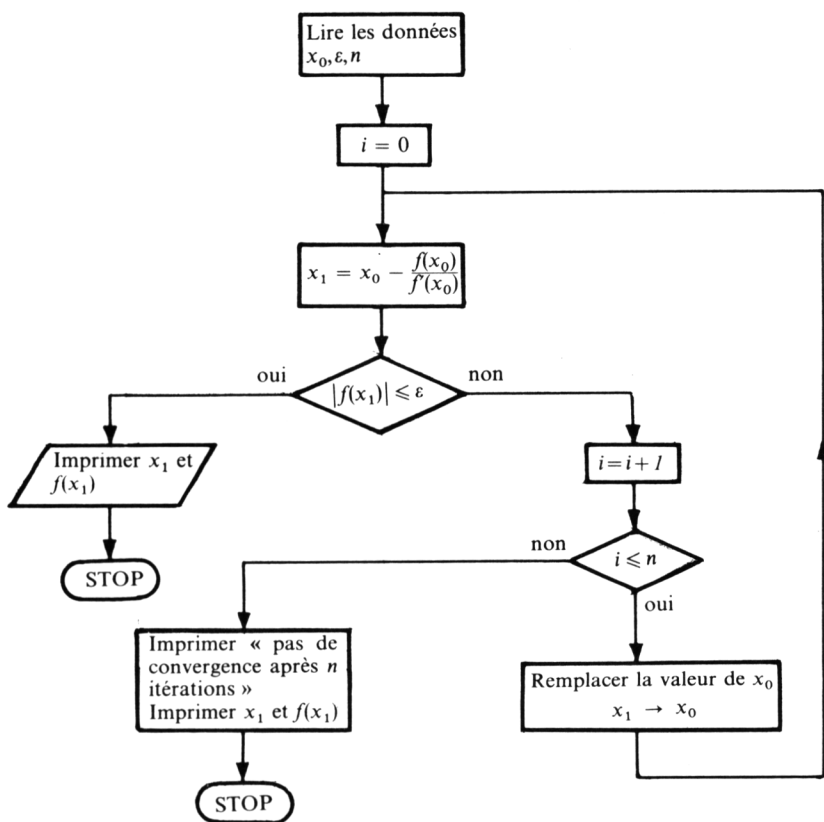 Lire les données
x₀, ε, n
i = 0
x₁ = x₀ − f(x₀)/f'(x₀)
oui
|f(x₁)| ⩽ ε
non
Imprimer x₁ et
f(x₁)
STOP
i=i+1
non
i ⩽ n
oui
Imprimer « pas de
convergence après n
itérations »
Imprimer x₁ et f(x₁)
STOP
Remplacer la valeur de x₀
x₁ → x₀